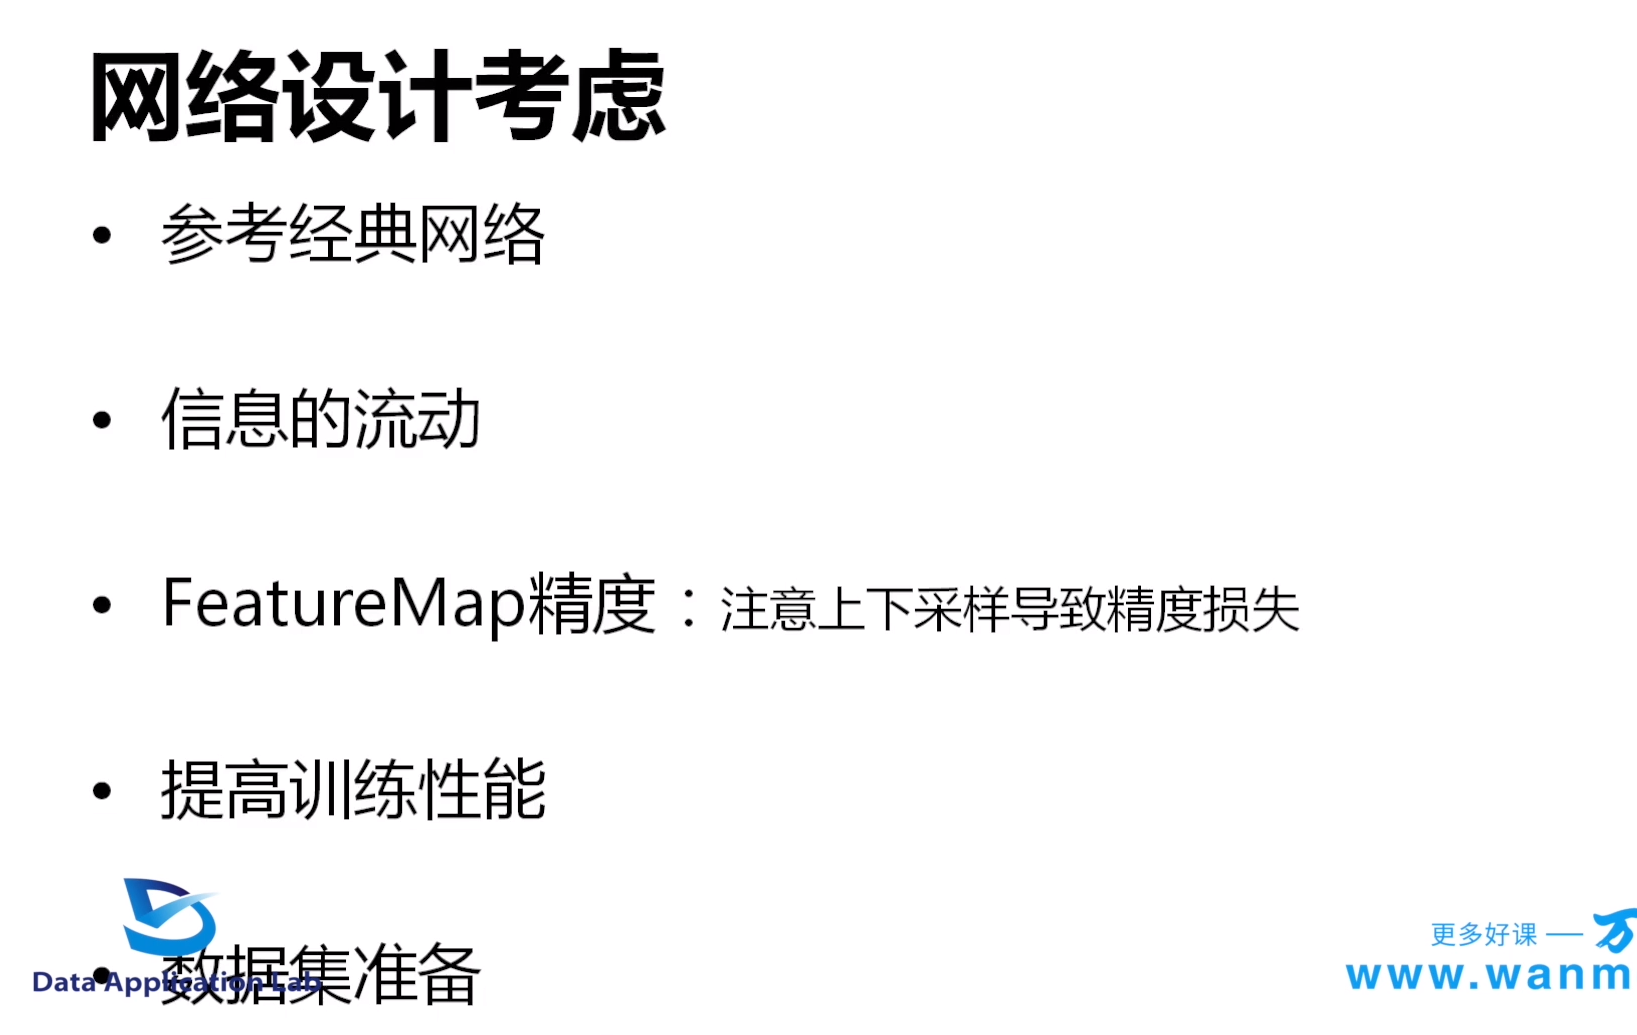 网络设计考虑
• 参考经典网络
• 信息的流动
• FeatureMap精度：注意上下采样导致精度损失
• 提高训练性能
• 数据集准备
Data Application Lab
更多好课 — 万
www.wanm